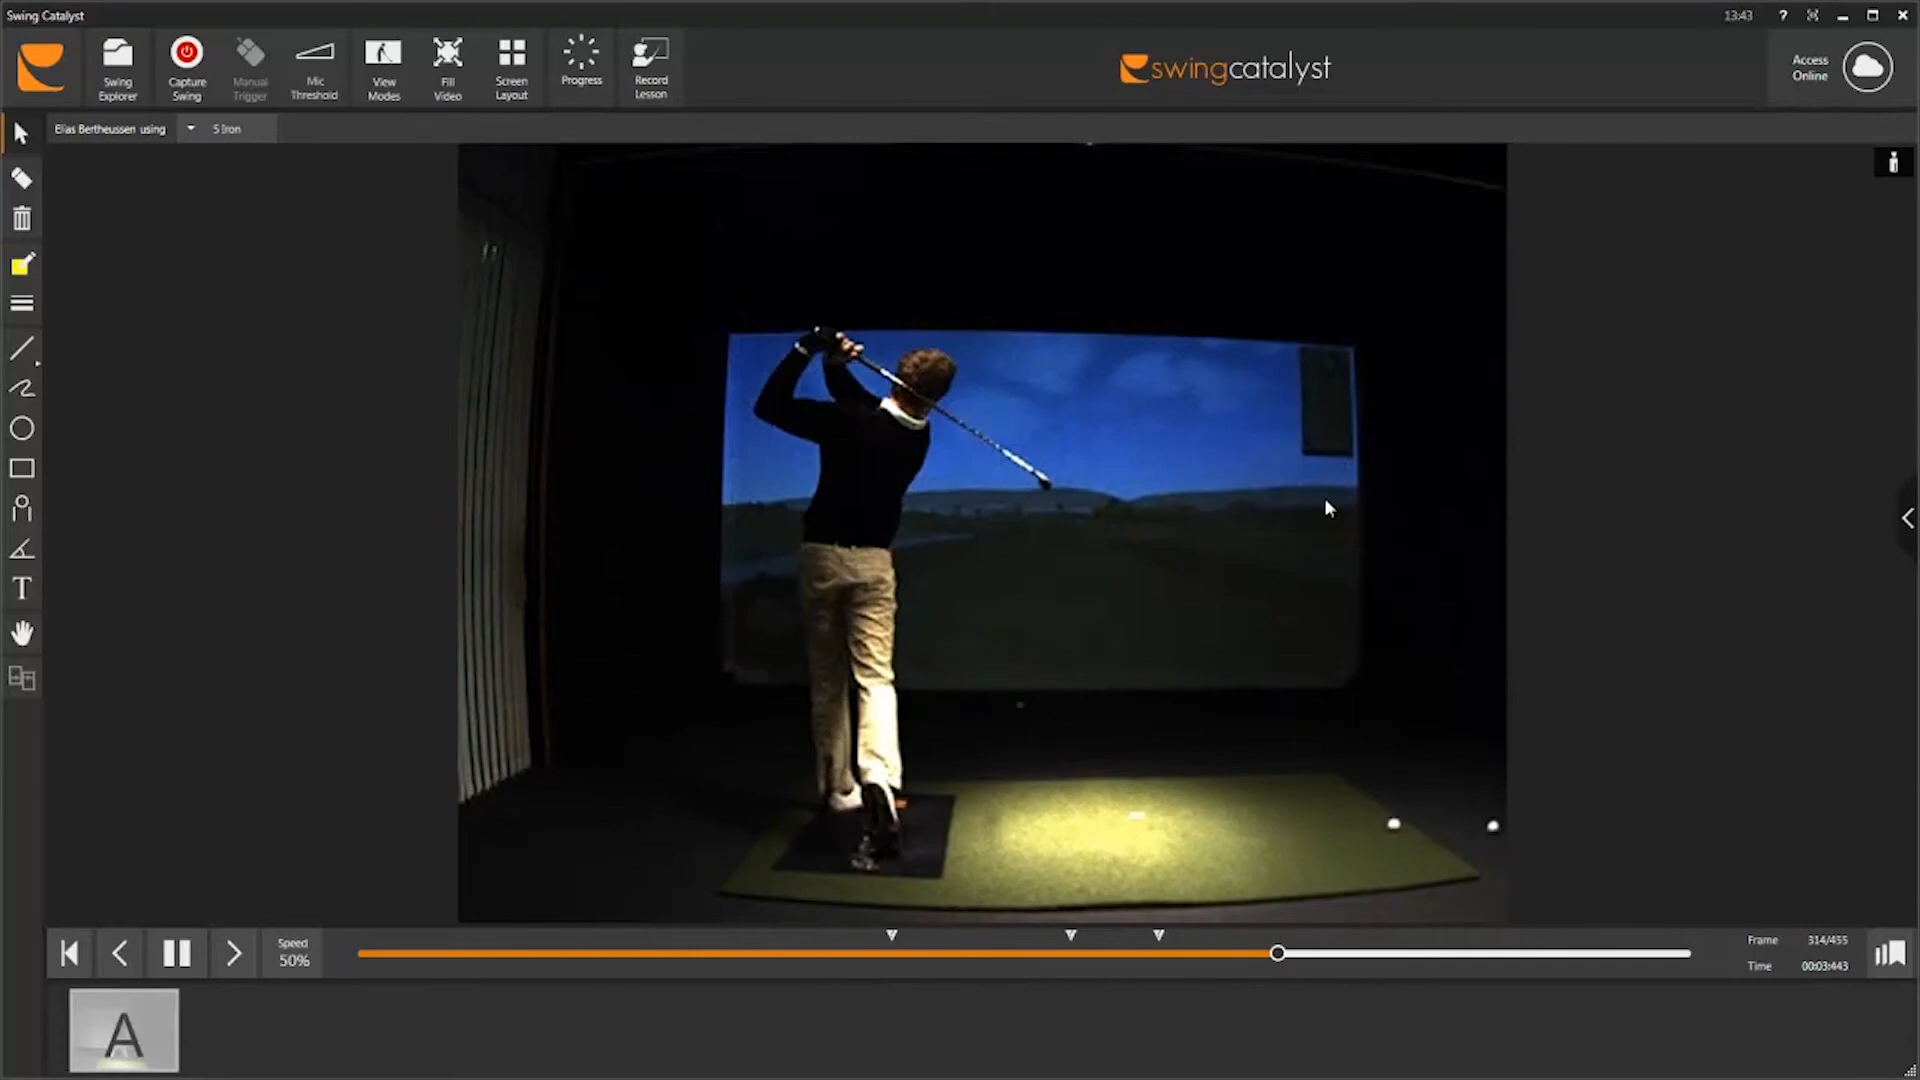 Swing Catalyst
13:43
?
Swing Explorer
Capture Swing
Manual Trigger
Mic Threshold
View Modes
Fill Video
Screen Layout
Progress
Record Lesson
swingcatalyst
Access Online
Elias Bertheussen using
5 Iron
T
Speed
50%
Frame 314/455
Time 00:03:443
A